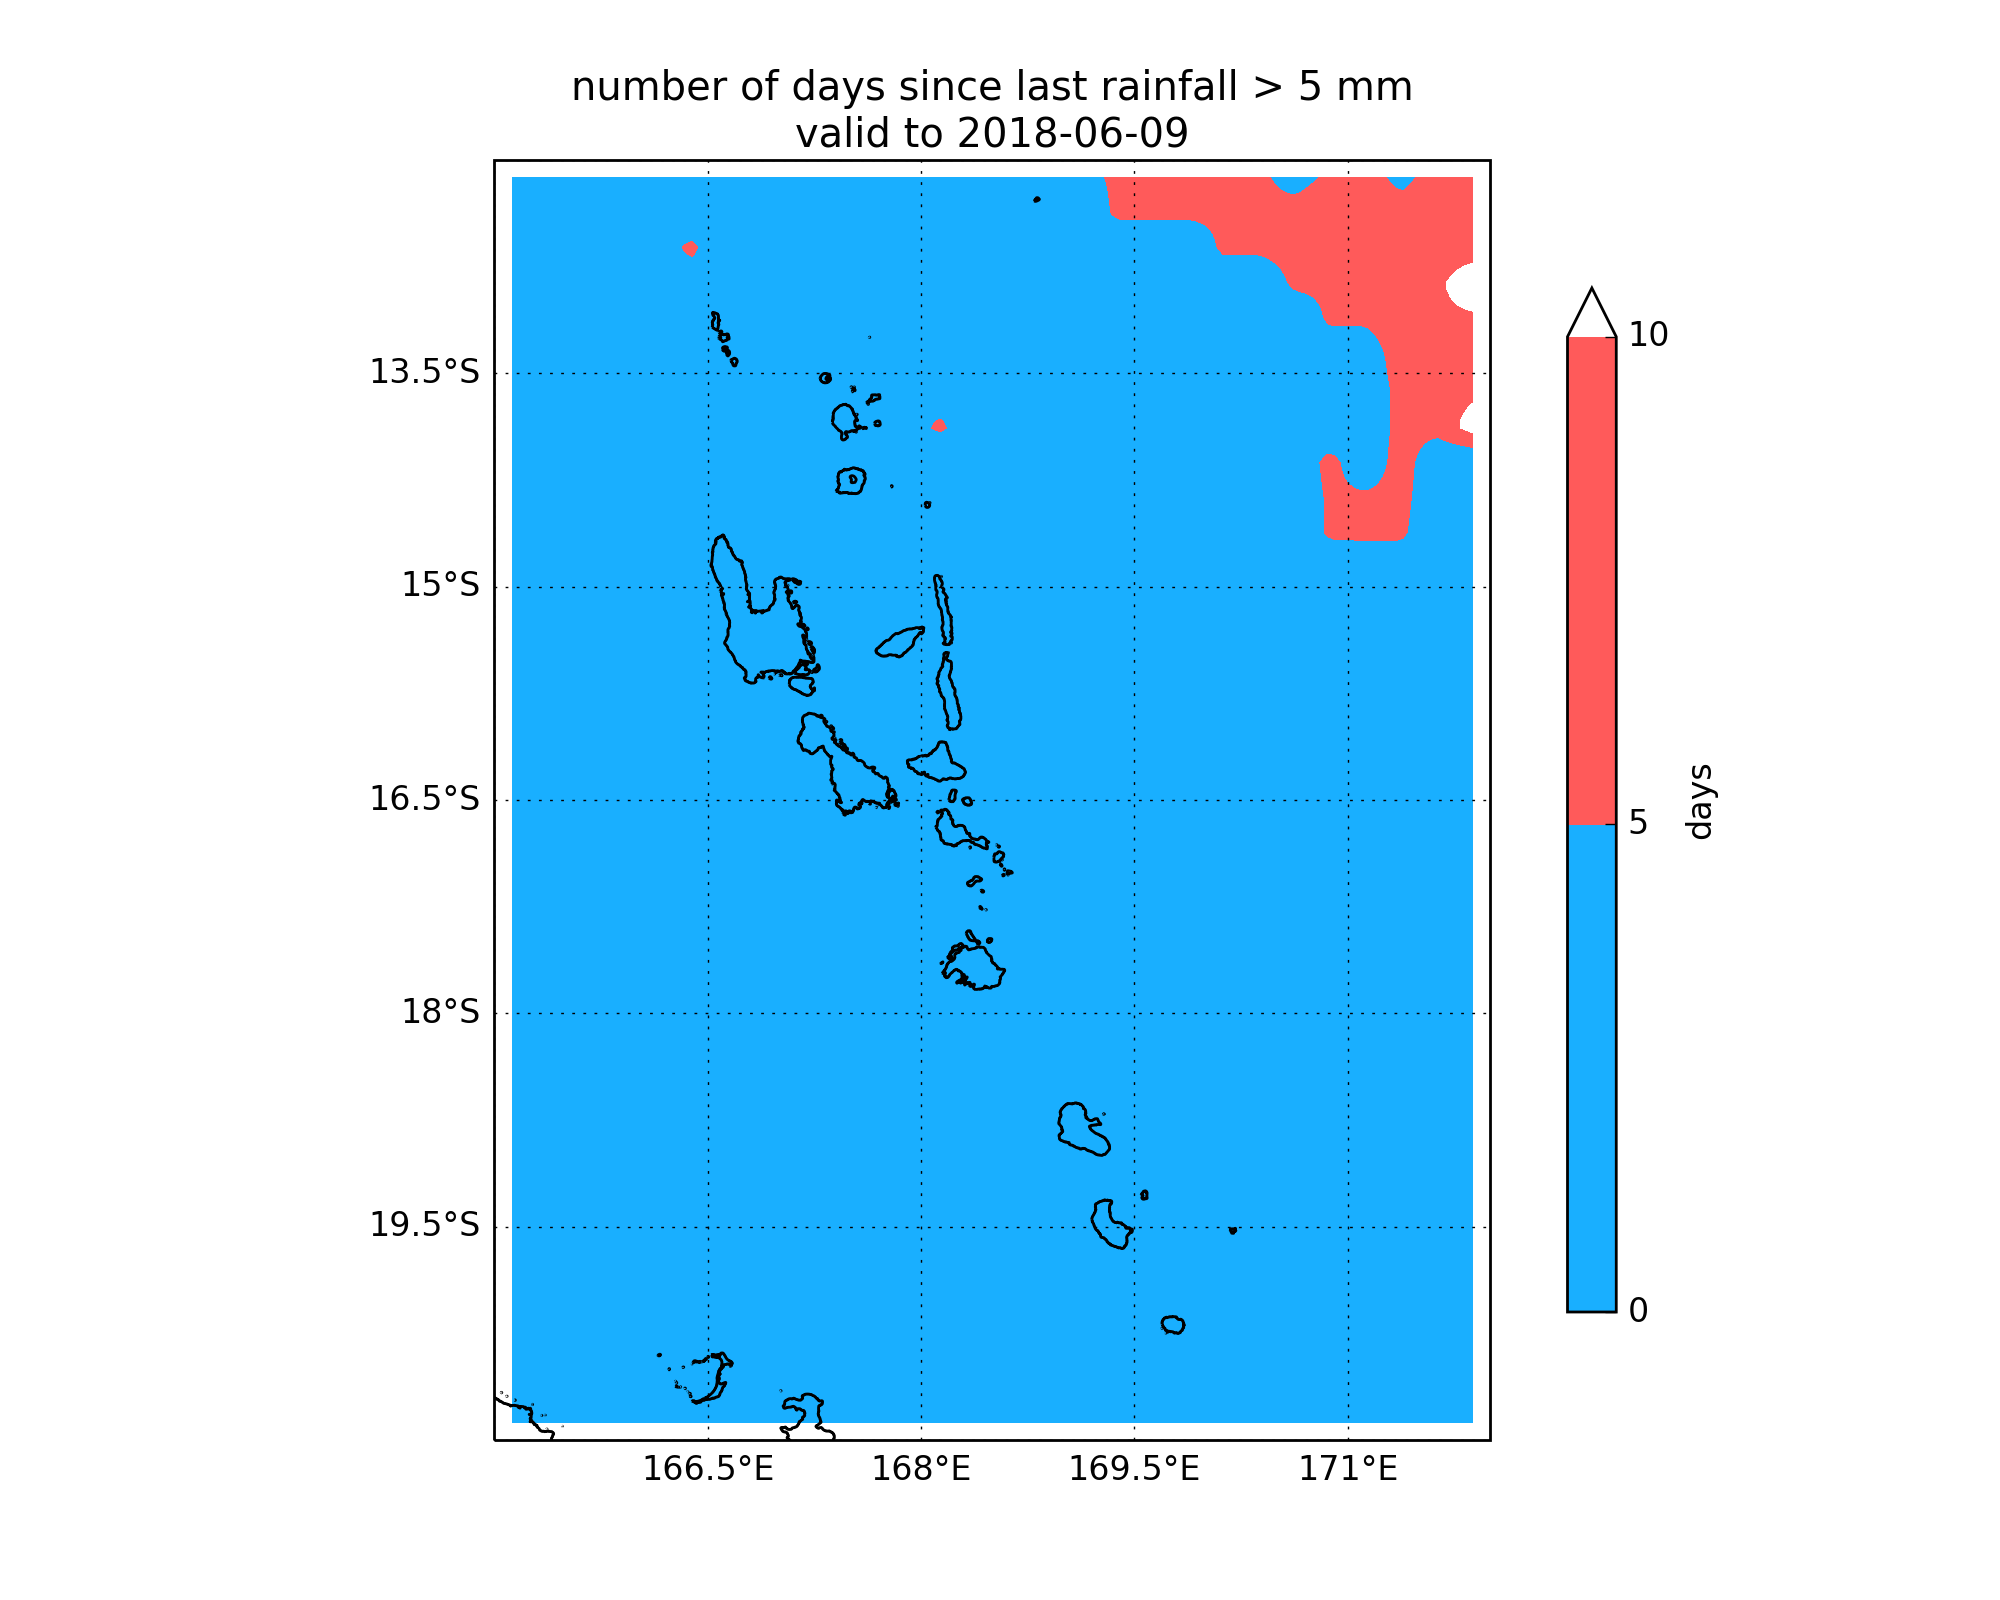 number of days since last rainfall > 5 mm
valid to 2018-06-09
13.5°S
15°S
16.5°S
18°S
19.5°S
166.5°E
168°E
169.5°E
171°E
10
5
0
days